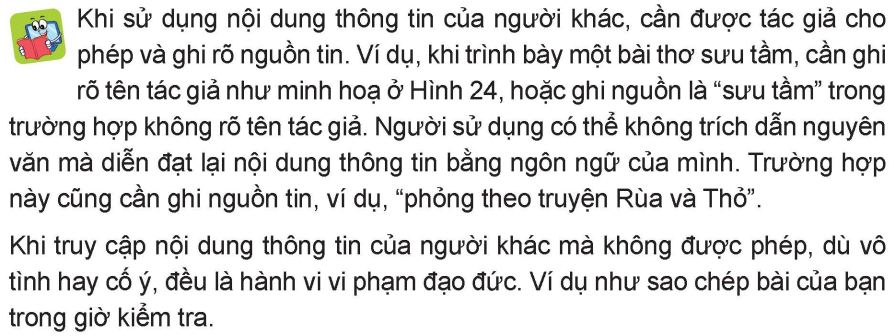 Khi sử dụng nội dung thông tin của người khác, cần được tác giả cho
phép và ghi rõ nguồn tin. Ví dụ, khi trình bày một bài thơ sưu tầm, cần ghi
rõ tên tác giả như minh hoạ ở Hình 24, hoặc ghi nguồn là “sưu tầm” trong
trường hợp không rõ tên tác giả. Người sử dụng có thể không trích dẫn nguyên
văn mà diễn đạt lại nội dung thông tin bằng ngôn ngữ của mình. Trường hợp
này cũng cần ghi nguồn tin, ví dụ, “phỏng theo truyện Rùa và Thỏ”.
Khi truy cập nội dung thông tin của người khác mà không được phép, dù vô
tình hay cố ý, đều là hành vi vi phạm đạo đức. Ví dụ như sao chép bài của bạn
trong giờ kiểm tra.